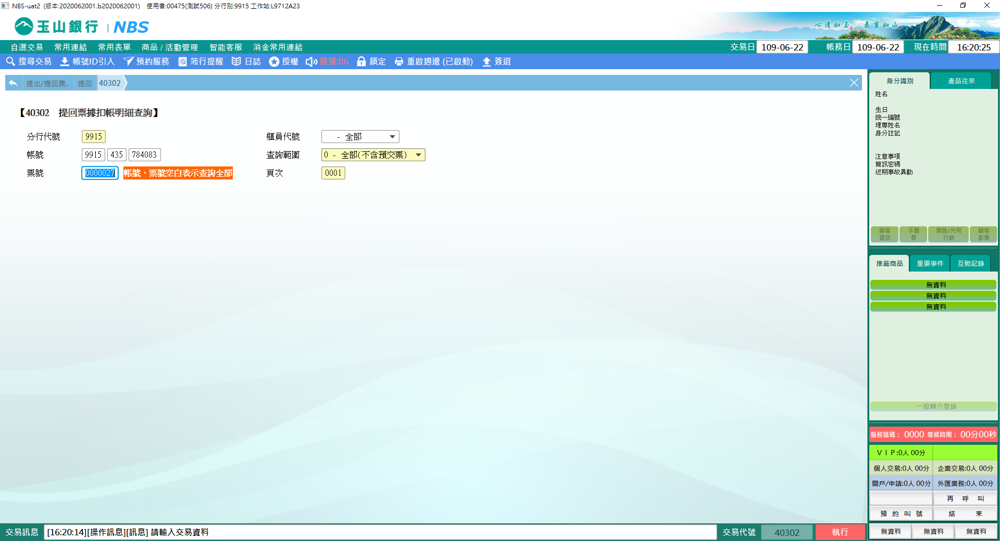 NBS-uat2 (版本:2020062001.b2020062001) 使用者:00475(測試506) 分行別:9915 工作站:L9712A23
玉山銀行 | NBS
心清如玉。義重如山。
自選交易 常用連結 常用表單 商品 / 活動管理 智能客服 消金常用連結 交易日 109-06-22 帳務日 109-06-22 現在時間 16:20:25
搜尋交易 帳號ID引入 預約服務 蒞行提醒 日誌 授權 廣播:86 鎖定 重啟週邊 (已啟動) 簽退
提出/提回票.. 提回 40302
【40302 提回票據扣帳明細查詢】
分行代號 9915 櫃員代號 - 全部
帳號 9915 435 784083 查詢範圍 0 - 全部(不含預交票)
票號 0000027 帳號、票號空白表示查詢全部 頁次 0001
身分識別 產品往來
姓名
生日
統一編號
理專姓名
身分註記
注意事項
簡訊密碼
近期事故異動
顧客資訊 手續費 通路/共同行銷 顧客影像
推薦商品 重要事件 互動記錄
無資料
無資料
無資料
一般轉介登錄
服務號碼: 0000 等候時間: 00分00秒
VIP:0人 00分
個人交易:0人 00分 企業交易:0人 00分
開戶/申請:0人 00分 外匯業務:0人 00分
再 呼 叫
預 約 叫 號 結 束
無資料 無資料 無資料
交易訊息 [16:20:14][操作訊息][訊息] 請輸入交易資料 交易代號 40302 執行